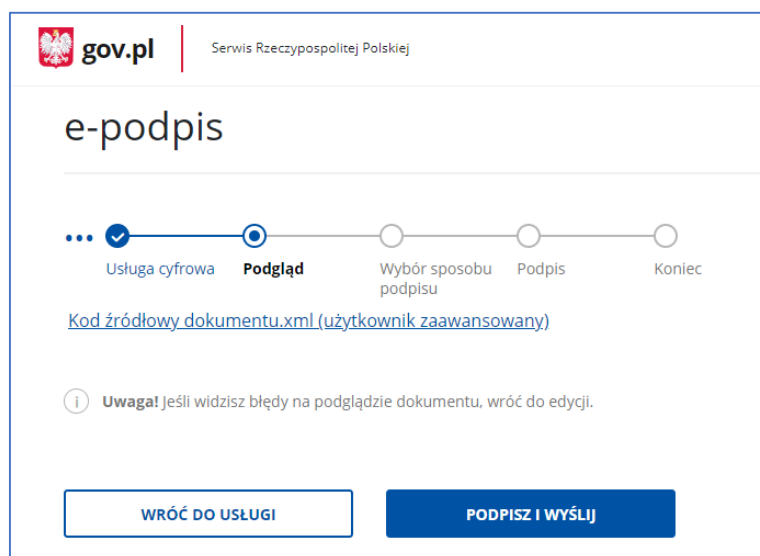 gov.pl
Serwis Rzeczypospolitej Polskiej
e-podpis
Usługa cyfrowa
Podgląd
Wybór sposobu
podpisu
Podpis
Koniec
Kod źródłowy dokumentu.xml (użytkownik zaawansowany)
Uwaga! Jeśli widzisz błędy na podglądzie dokumentu, wróć do edycji.
WRÓĆ DO USŁUGI
PODPISZ I WYŚLIJ